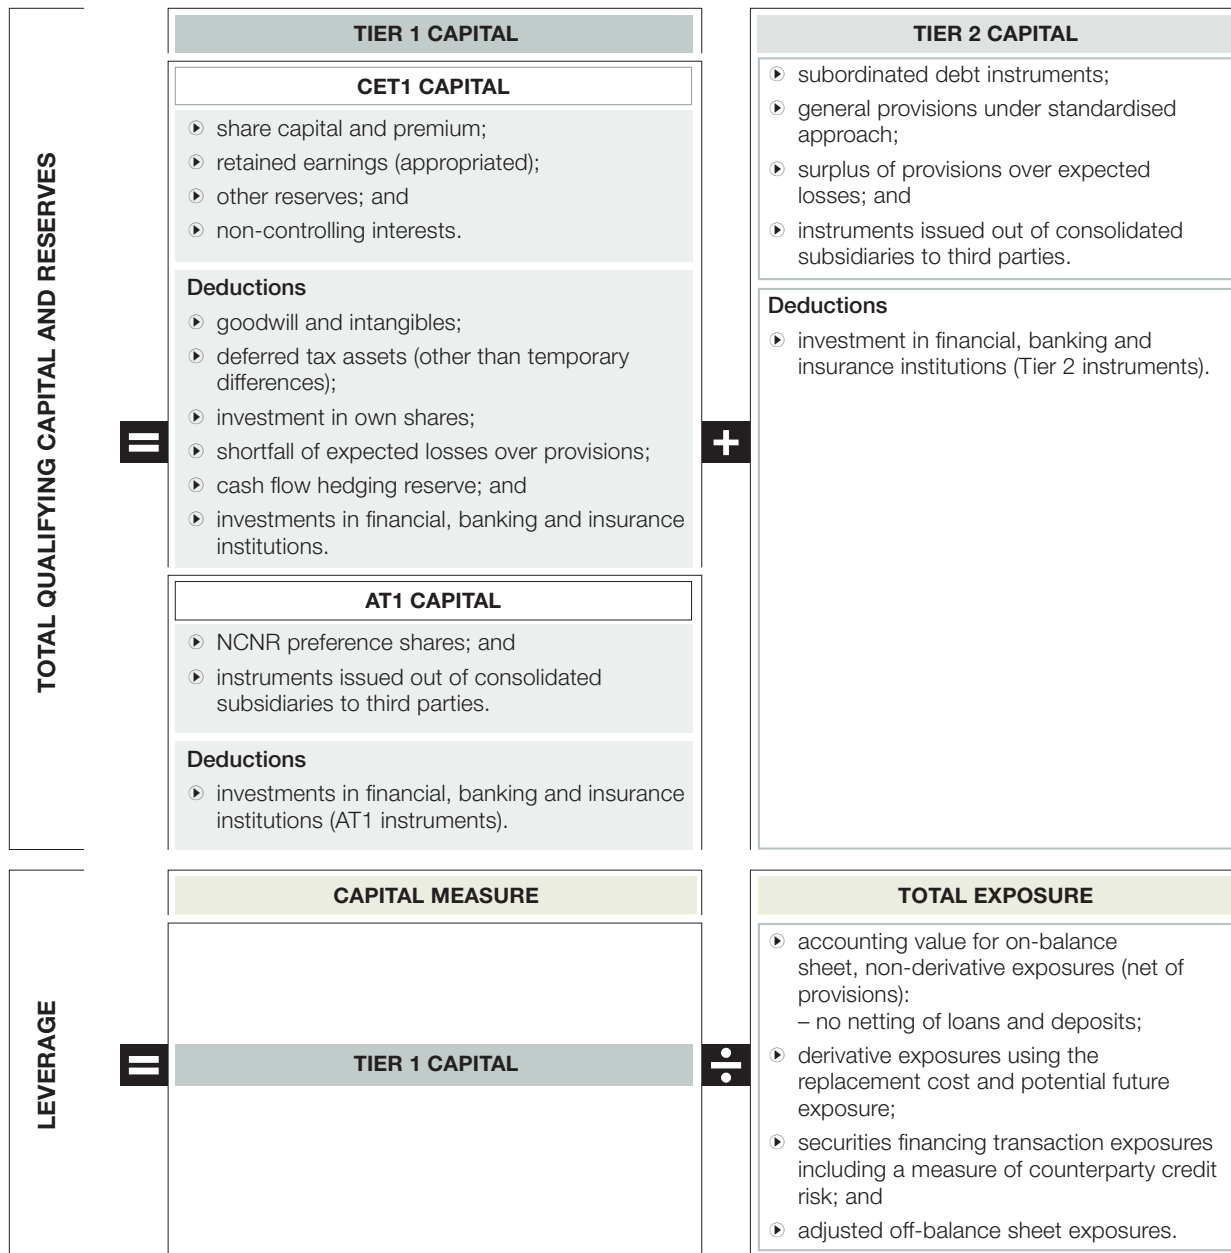 TOTAL QUALIFYING CAPITAL AND RESERVES
=
TIER 1 CAPITAL
CET1 CAPITAL
share capital and premium;
retained earnings (appropriated);
other reserves; and
non-controlling interests.
Deductions
goodwill and intangibles;
deferred tax assets (other than temporary
differences);
investment in own shares;
shortfall of expected losses over provisions;
cash flow hedging reserve; and
investments in financial, banking and insurance
institutions.
AT1 CAPITAL
NCNR preference shares; and
instruments issued out of consolidated
subsidiaries to third parties.
Deductions
investments in financial, banking and insurance
institutions (AT1 instruments).
+
TIER 2 CAPITAL
subordinated debt instruments;
general provisions under standardised
approach;
surplus of provisions over expected
losses; and
instruments issued out of consolidated
subsidiaries to third parties.
Deductions
investment in financial, banking and
insurance institutions (Tier 2 instruments).
LEVERAGE
=
CAPITAL MEASURE
TIER 1 CAPITAL
÷
TOTAL EXPOSURE
accounting value for on-balance
sheet, non-derivative exposures (net of
provisions):
– no netting of loans and deposits;
derivative exposures using the
replacement cost and potential future
exposure;
securities financing transaction exposures
including a measure of counterparty credit
risk; and
adjusted off-balance sheet exposures.